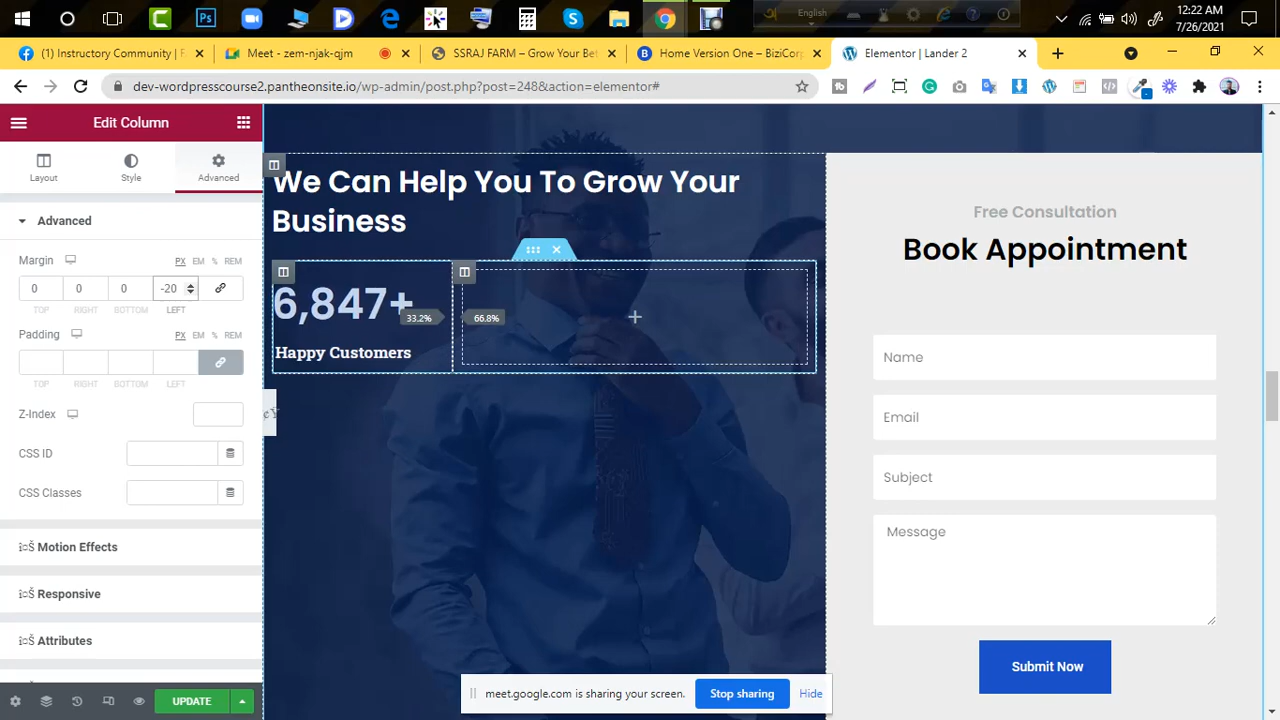 English
12:22 AM
7/26/2021
(1) Instructory Community | F
Meet - zem-njak-qjm
SSRAJ FARM – Grow Your Bet
Home Version One – BiziCorp
Elementor | Lander 2
dev-wordpresscourse2.pantheonsite.io/wp-admin/post.php?post=248&action=elementor#
Edit Column
Layout
Style
Advanced
Advanced
Margin
PX EM % REM
0 0 0 -20
TOP RIGHT BOTTOM LEFT
Padding
PX EM % REM
TOP RIGHT BOTTOM LEFT
Z-Index
CSS ID
CSS Classes
Motion Effects
Responsive
Attributes
UPDATE
We Can Help You To Grow Your
Business
6,847+
33.2%
66.8%
Happy Customers
Free Consultation
Book Appointment
Name
Email
Subject
Message
Submit Now
meet.google.com is sharing your screen.
Stop sharing
Hide